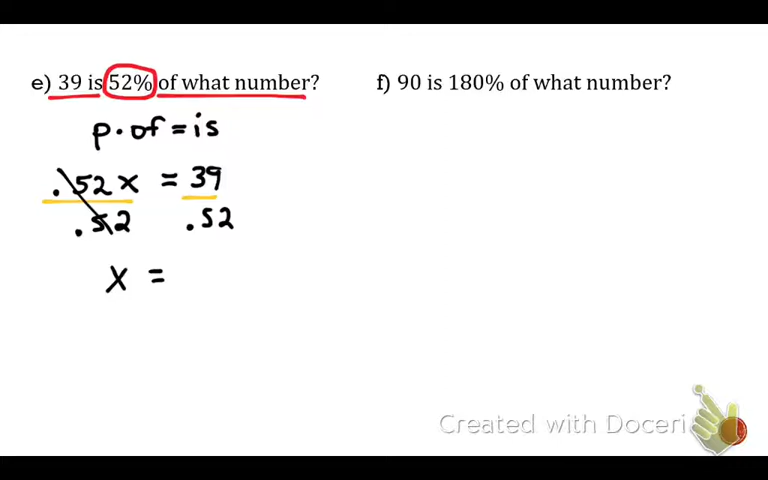 e) 39 is 52% of what number?
p. of = is
.52x = 39
.52 .52
x =
f) 90 is 180% of what number?
Created with Doceri